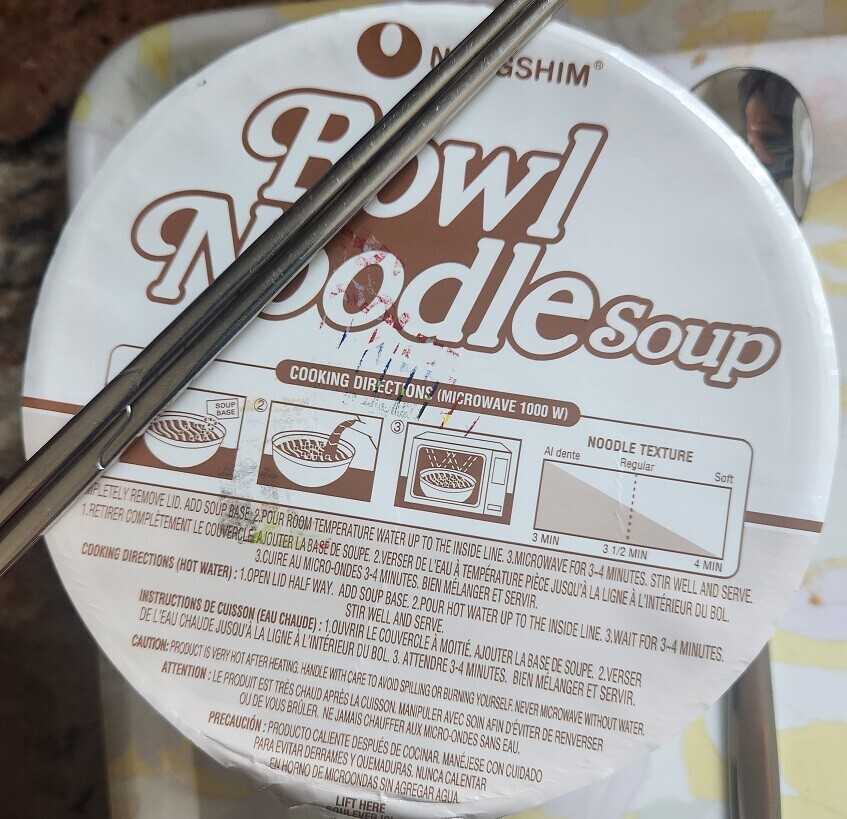 GSHIM®
Bowl
Noodle soup
COOKING DIRECTIONS (MICROWAVE 1000 W)
SOUP
BASE
②
③
NOODLE TEXTURE
Al dente
Regular
Soft
3 MIN
3 1/2 MIN
4 MIN
MPLETELY REMOVE LID. ADD SOUP BASE 2.POUR ROOM TEMPERATURE WATER UP TO THE INSIDE LINE. 3.MICROWAVE FOR 3~4 MINUTES. STIR WELL AND SERVE.
1.RETIRER COMPLÈTEMENT LE COUVERCLE AJOUTER LA BASE DE SOUPE. 2.VERSER DE L'EAU À TEMPÉRATURE PIÈCE JUSQU'À LA LIGNE À L'INTÉRIEUR DU BOL.
3.CUIRE AU MICRO-ONDES 3-4 MINUTES. BIEN MÉLANGER ET SERVIR.
COOKING DIRECTIONS (HOT WATER) : 1.OPEN LID HALF WAY. ADD SOUP BASE. 2.POUR HOT WATER UP TO THE INSIDE LINE. 3.WAIT FOR 3~4 MINUTES.
STIR WELL AND SERVE.
INSTRUCTIONS DE CUISSON (EAU CHAUDE) : 1.OUVRIR LE COUVERCLE À MOITIÉ. AJOUTER LA BASE DE SOUPE. 2.VERSER
DE L'EAU CHAUDE JUSQU'À LA LIGNE À L'INTÉRIEUR DU BOL. 3. ATTENDRE 3-4 MINUTES. BIEN MÉLANGER ET SERVIR.
CAUTION: PRODUCT IS VERY HOT AFTER HEATING. HANDLE WITH CARE TO AVOID SPILLING OR BURNING YOURSELF. NEVER MICROWAVE WITHOUT WATER.
ATTENTION : LE PRODUIT EST TRÈS CHAUD APRÈS LA CUISSON. MANIPULER AVEC SOIN AFIN D'ÉVITER DE RENVERSER
OU DE VOUS BRÛLER. NE JAMAIS CHAUFFER AUX MICRO-ONDES SANS EAU.
PRECAUCIÓN : PRODUCTO CALIENTE DESPUÉS DE COCINAR. MANÉJESE CON CUIDADO
PARA EVITAR DERRAMES Y QUEMADURAS. NUNCA CALENTAR
EN HORNO DE MICROONDAS SIN AGREGAR AGUA.
LIFT HERE